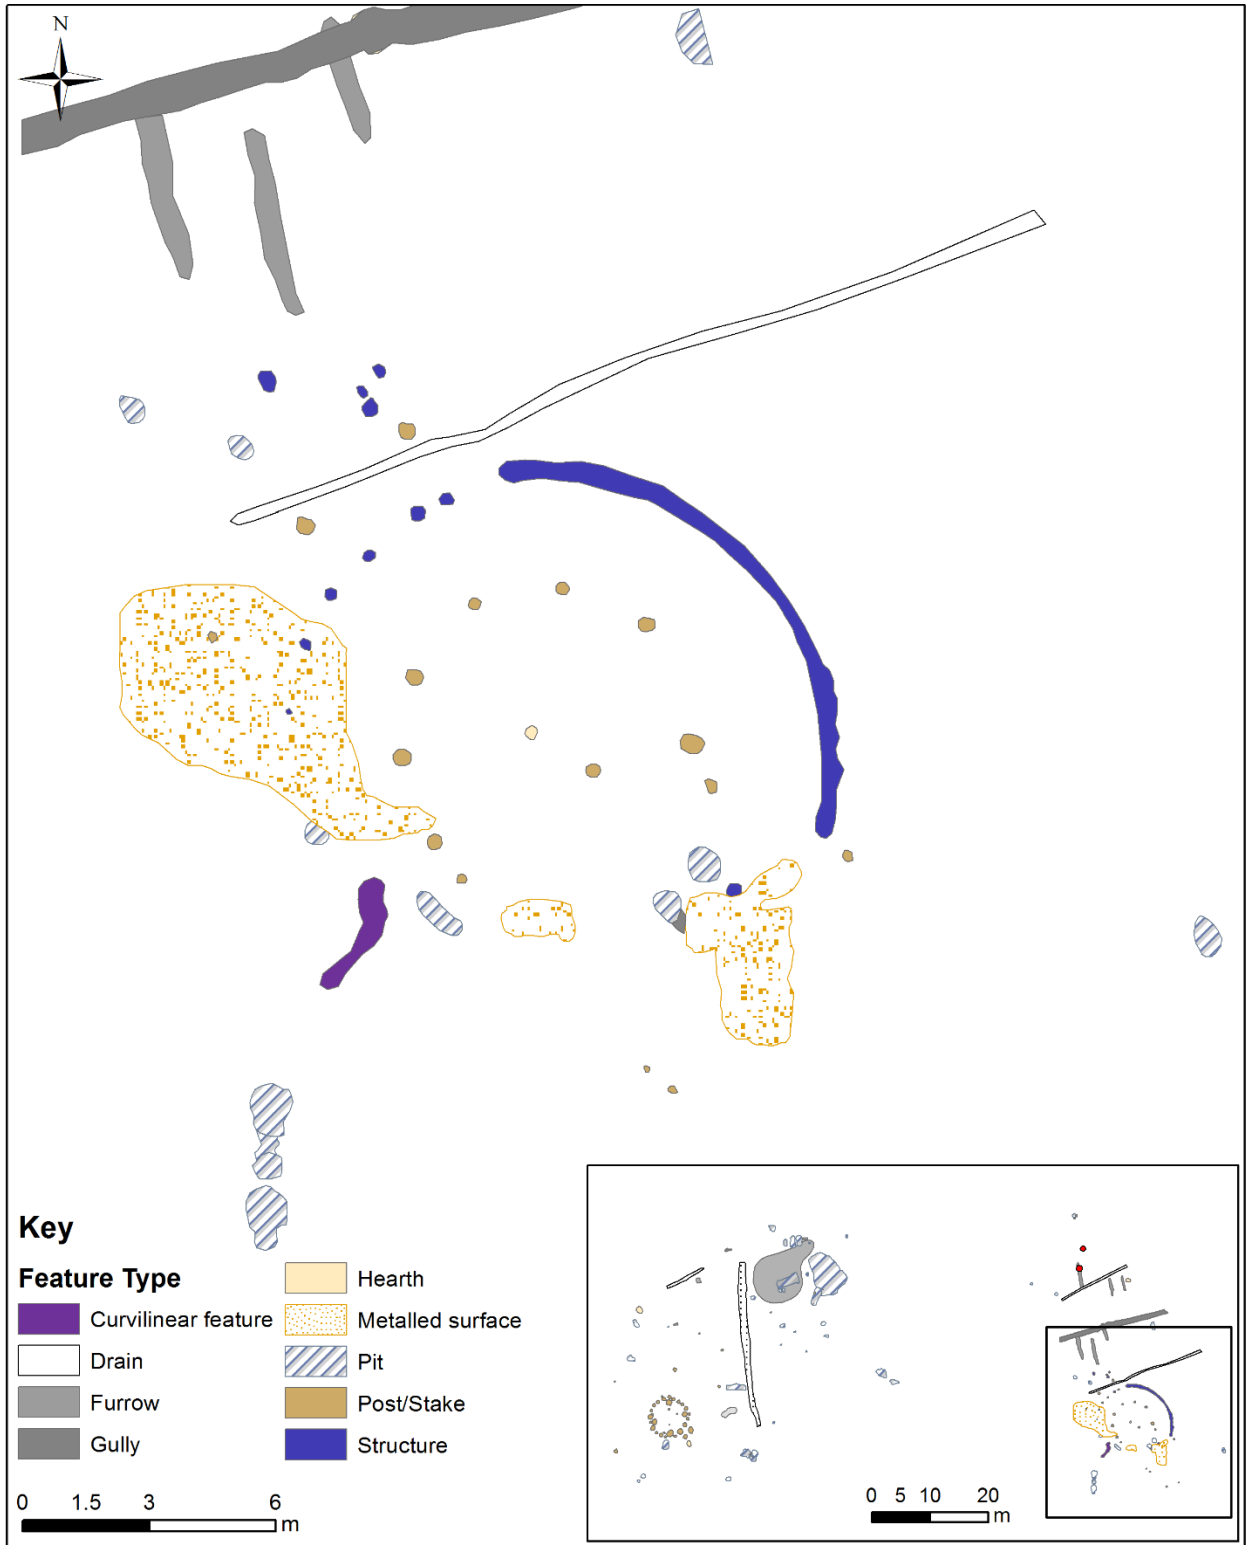 N
Key
Feature Type
Curvilinear feature
Drain
Furrow
Gully
Hearth
Metalled surface
Pit
Post/Stake
Structure
0 1.5 3 6
m
0 5 10 20
m